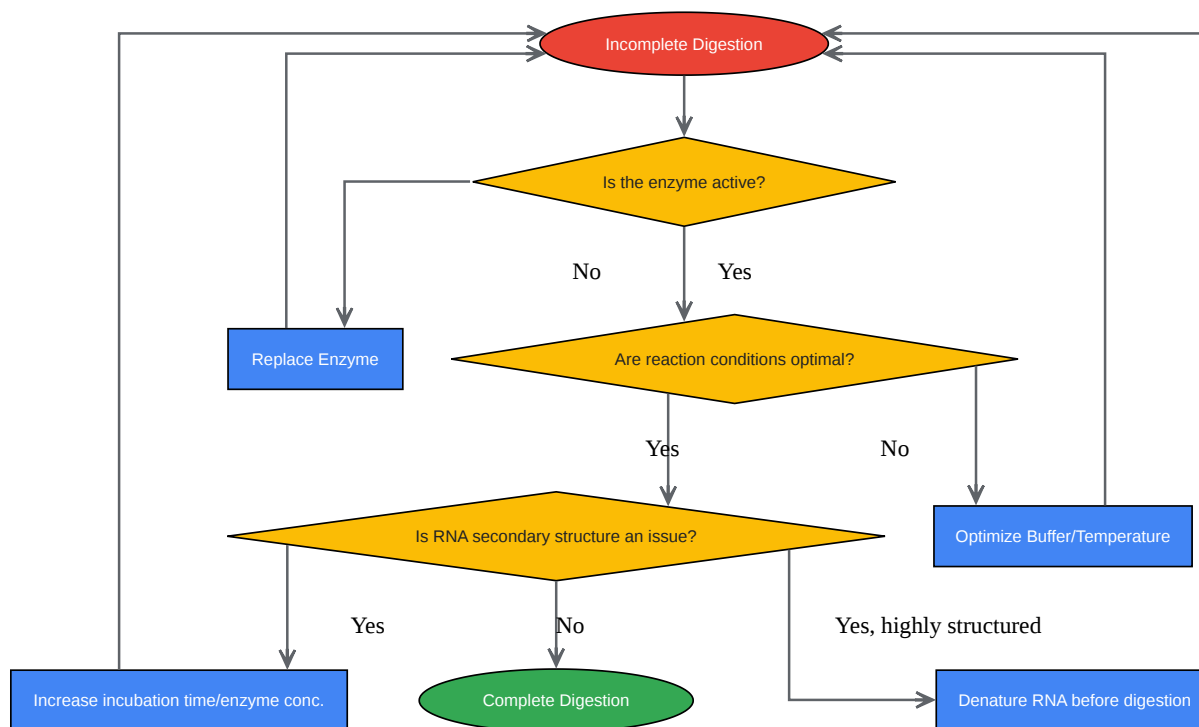 Incomplete Digestion
Is the enzyme active?
No
Yes
Replace Enzyme
Are reaction conditions optimal?
Yes
No
Is RNA secondary structure an issue?
Optimize Buffer/Temperature
Yes
No
Yes, highly structured
Increase incubation time/enzyme conc.
Complete Digestion
Denature RNA before digestion